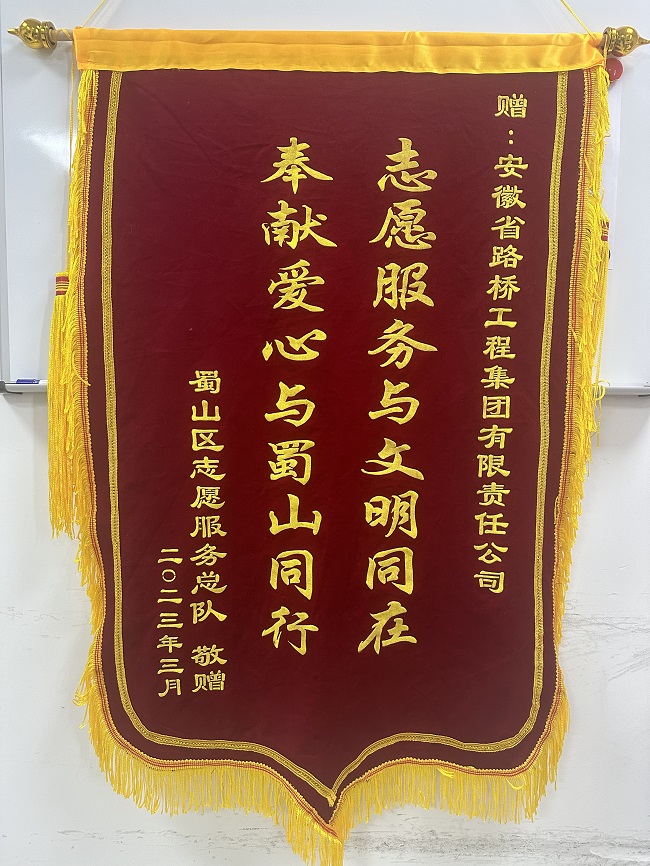 赠：安徽省路桥工程集团有限责任公司
志愿服务与文明同在
奉献爱心与蜀山同行
蜀山区志愿服务总队 敬赠
二〇二三年三月